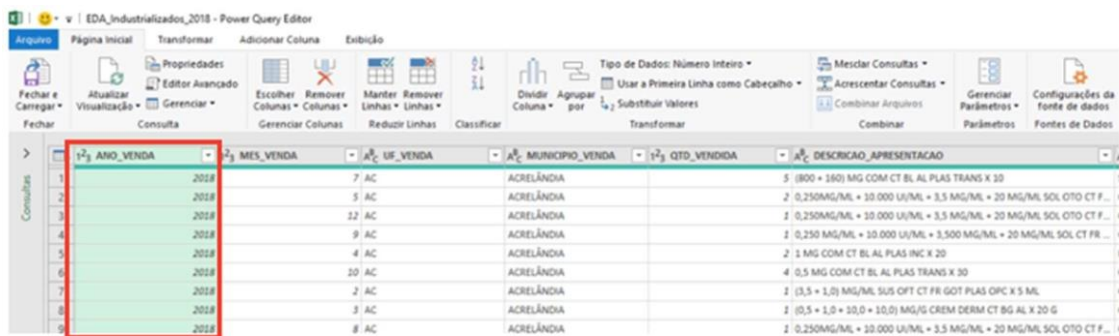 EDA_Industrializados_2018 - Power Query Editor
Arquivo Página Inicial Transformar Adicionar Coluna Exibição
Fechar e Carregar
Fechar
Atualizar Visualização
Propriedades
Editor Avançado
Gerenciar
Consulta
Escolher Colunas
Remover Colunas
Gerenciar Colunas
Manter Linhas
Remover Linhas
Reduzir Linhas
Classificar
Dividir Coluna
Agrupar por
Tipo de Dados: Número Inteiro
Usar a Primeira Linha como Cabeçalho
Substituir Valores
Transformar
Mesclar Consultas
Acrescentar Consultas
Combinar Arquivos
Combinar
Gerenciar Parâmetros
Parâmetros
Configurações da fonte de dados
Fontes de Dados
Consultas
ANO_VENDA MES_VENDA UF_VENDA MUNICIPIO_VENDA QTD_VENDIDA DESCRICAO_APRESENTACAO
1 2018 7 AC ACRELÂNDIA 5 (800 + 160) MG COM CT BL AL PLAS TRANS X 10
2 2018 5 AC ACRELÂNDIA 2 0,250MG/ML + 10.000 UI/ML + 3,5 MG/ML + 20 MG/ML SOL OTO CT F...
3 2018 12 AC ACRELÂNDIA 1 0,250MG/ML + 10.000 UI/ML + 3,5 MG/ML + 20 MG/ML SOL OTO CT F...
4 2018 9 AC ACRELÂNDIA 1 0,250 MG/ML + 10.000 UI/ML + 3,500 MG/ML + 20 MG/ML SOL CT FR ...
5 2018 4 AC ACRELÂNDIA 2 1 MG COM CT BL AL PLAS INC X 20
6 2018 10 AC ACRELÂNDIA 4 0,5 MG COM CT BL AL PLAS TRANS X 30
7 2018 2 AC ACRELÂNDIA 1 (3,5 + 1,0) MG/ML SUS OFT CT FR GOT PLAS OPC X 5 ML
8 2018 3 AC ACRELÂNDIA 1 (0,5 + 1,0 + 10,0 + 10,0) MG/G CREM DERM CT BG AL X 20 G
9 2018 8 AC ACRELÂNDIA 1 0,250MG/ML + 10.000 UI/ML + 3,5 MG/ML + 20 MG/ML SOL OTO CT F...